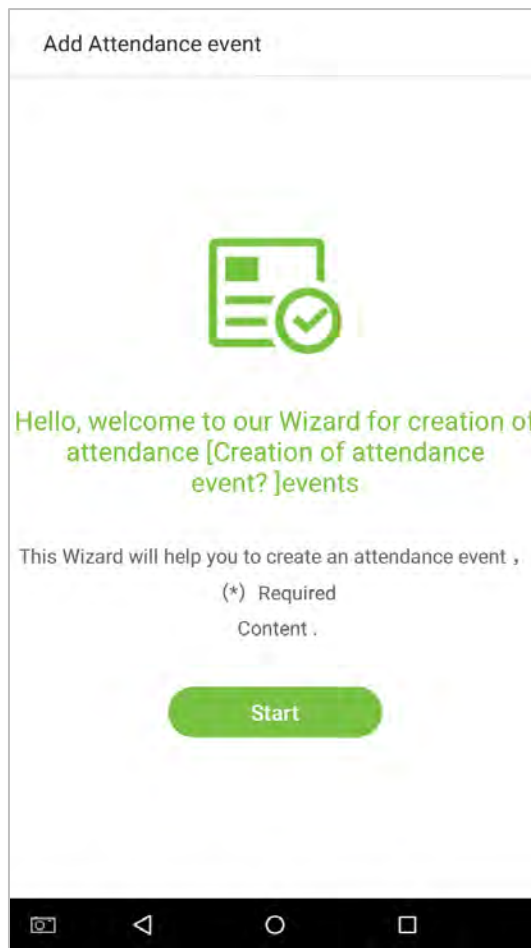 Add Attendance event
Hello, welcome to our Wizard for creation of
attendance [Creation of attendance
event? ]events
This Wizard will help you to create an attendance event ，
(*) Required
Content .
Start